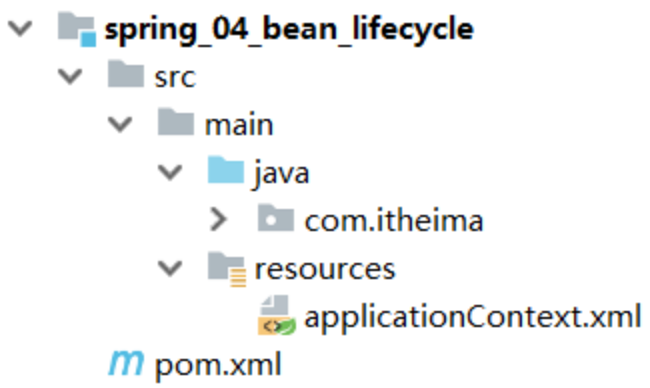 spring_04_bean_lifecycle
src
main
java
com.itheima
resources
applicationContext.xml
pom.xml